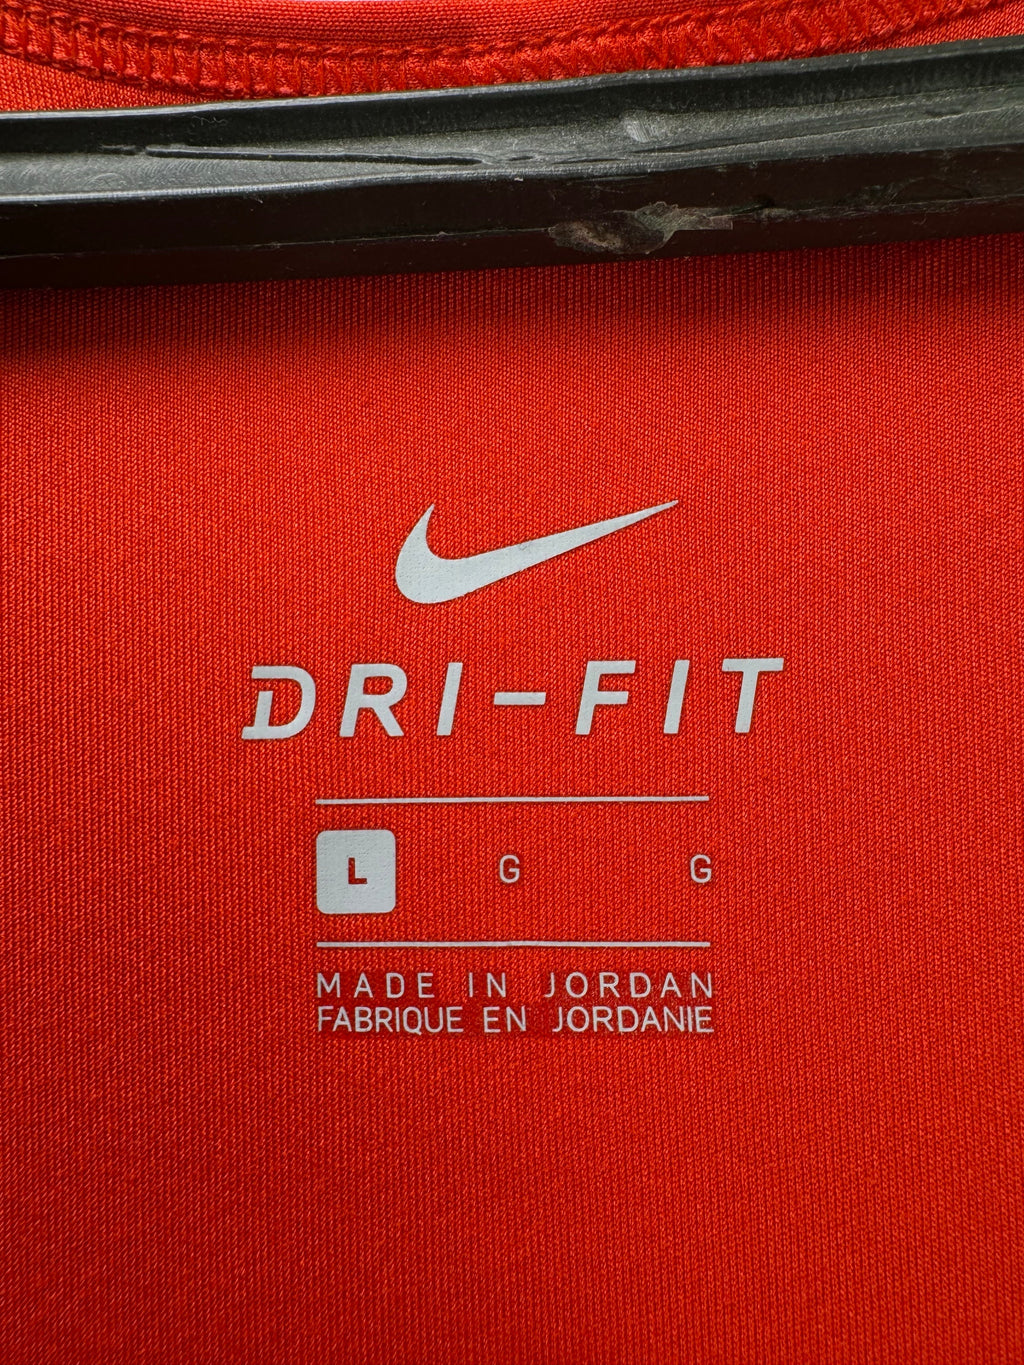 DRI-FIT
L G G
MADE IN JORDAN
FABRIQUE EN JORDANIE